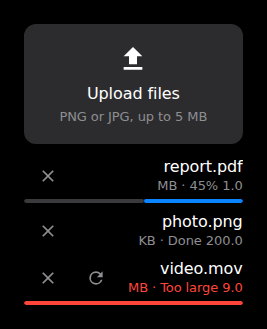 Upload files
PNG or JPG, up to 5 MB
report.pdf
MB · 45% 1.0
photo.png
KB · Done 200.0
video.mov
MB · Too large 9.0